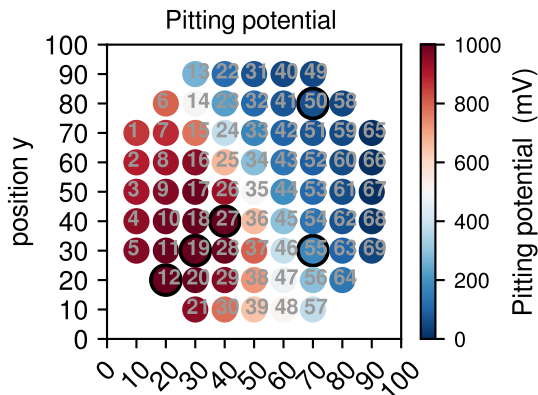 Pitting potential
100
90
80
70
60
50
40
30
20
10
0
position y
13 22 31 40 49
6 14 23 32 41 50 58
1 7 15 24 33 42 51 59 65
2 8 16 25 34 43 52 60 66
3 9 17 26 35 44 53 61 67
4 10 18 27 36 45 54 62 68
5 11 19 28 37 46 55 63 69
12 20 29 38 47 56 64
21 30 39 48 57
0 10 20 30 40 50 60 70 80 90 100
1000
800
600
400
200
0
Pitting potential (mV)